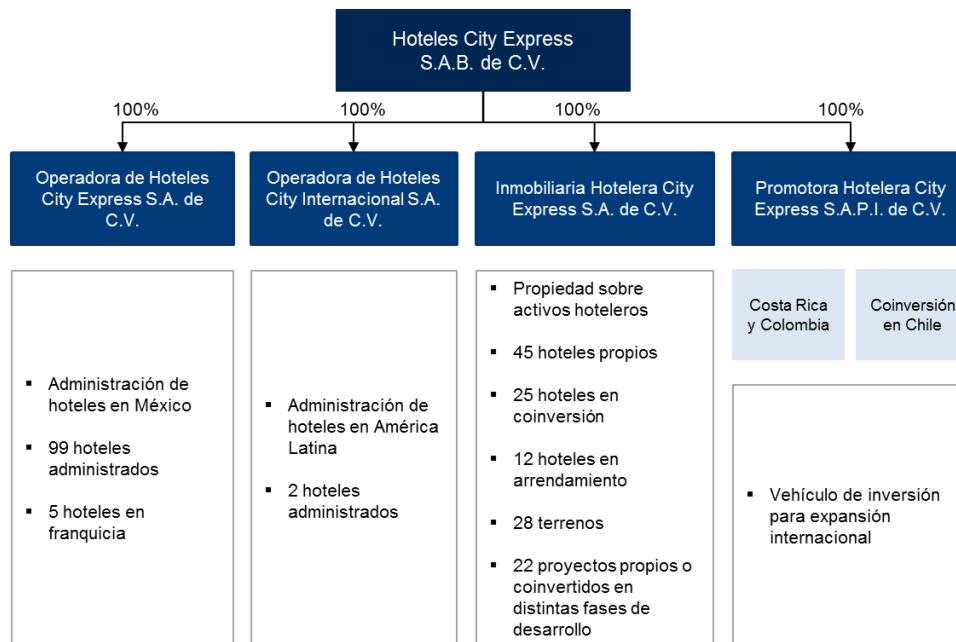 Hoteles City Express
S.A.B. de C.V.
100%
100%
100%
100%
Operadora de Hoteles
City Express S.A. de
C.V.
Operadora de Hoteles
City Internacional S.A.
de C.V.
Inmobiliaria Hotelera City
Express S.A. de C.V.
Promotora Hotelera City
Express S.A.P.I. de C.V.
▪ Administración de
hoteles en México
▪ 99 hoteles
administrados
▪ 5 hoteles en
franquicia
▪ Administración de
hoteles en América
Latina
▪ 2 hoteles
administrados
▪ Propiedad sobre
activos hoteleros
▪ 45 hoteles propios
▪ 25 hoteles en
coinversión
▪ 12 hoteles en
arrendamiento
▪ 28 terrenos
▪ 22 proyectos propios o
coinvertidos en
distintas fases de
desarrollo
Costa Rica
y Colombia
Coinversión
en Chile
▪ Vehículo de inversión
para expansión
internacional